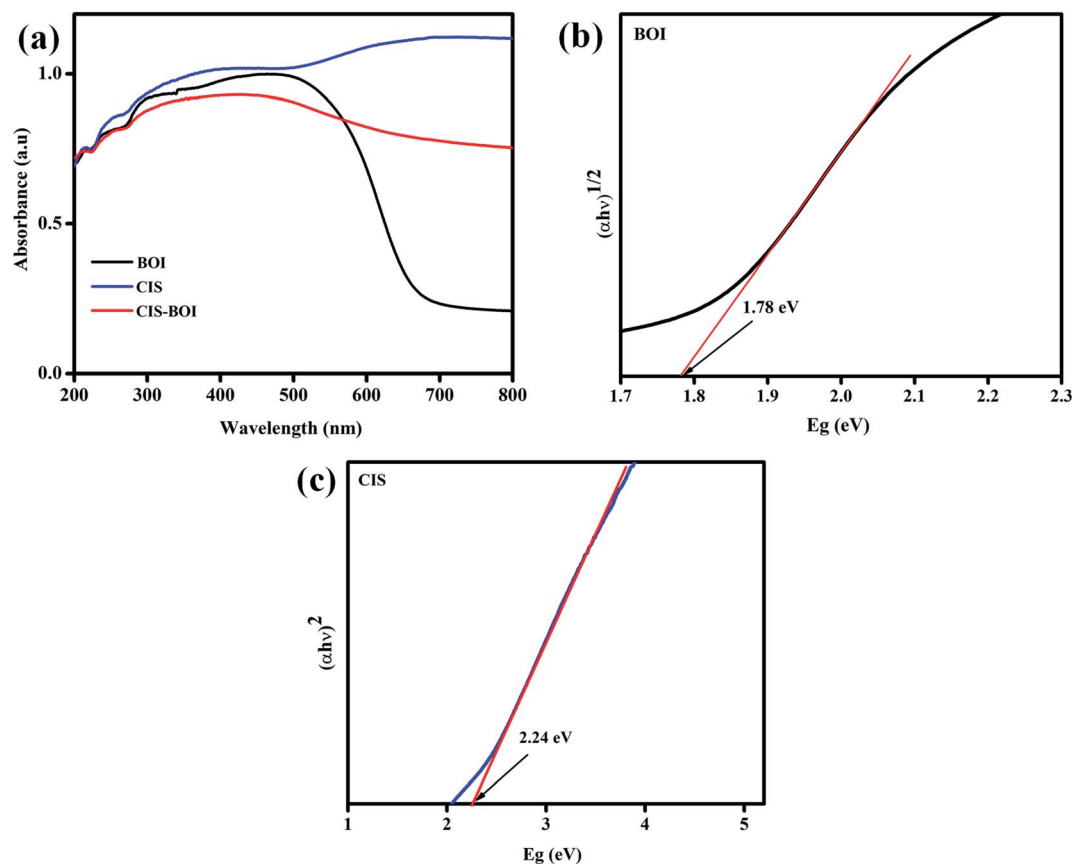 (a)
Absorbance (a.u)
1.0
0.5
0.0
BOI
CIS
CIS-BOI
200 300 400 500 600 700 800
Wavelength (nm)
(b)
BOI
(αhν)1/2
1.78 eV
1.7 1.8 1.9 2.0 2.1 2.2 2.3
Eg (eV)
(c)
CIS
(αhν)2
2.24 eV
1 2 3 4 5
Eg (eV)